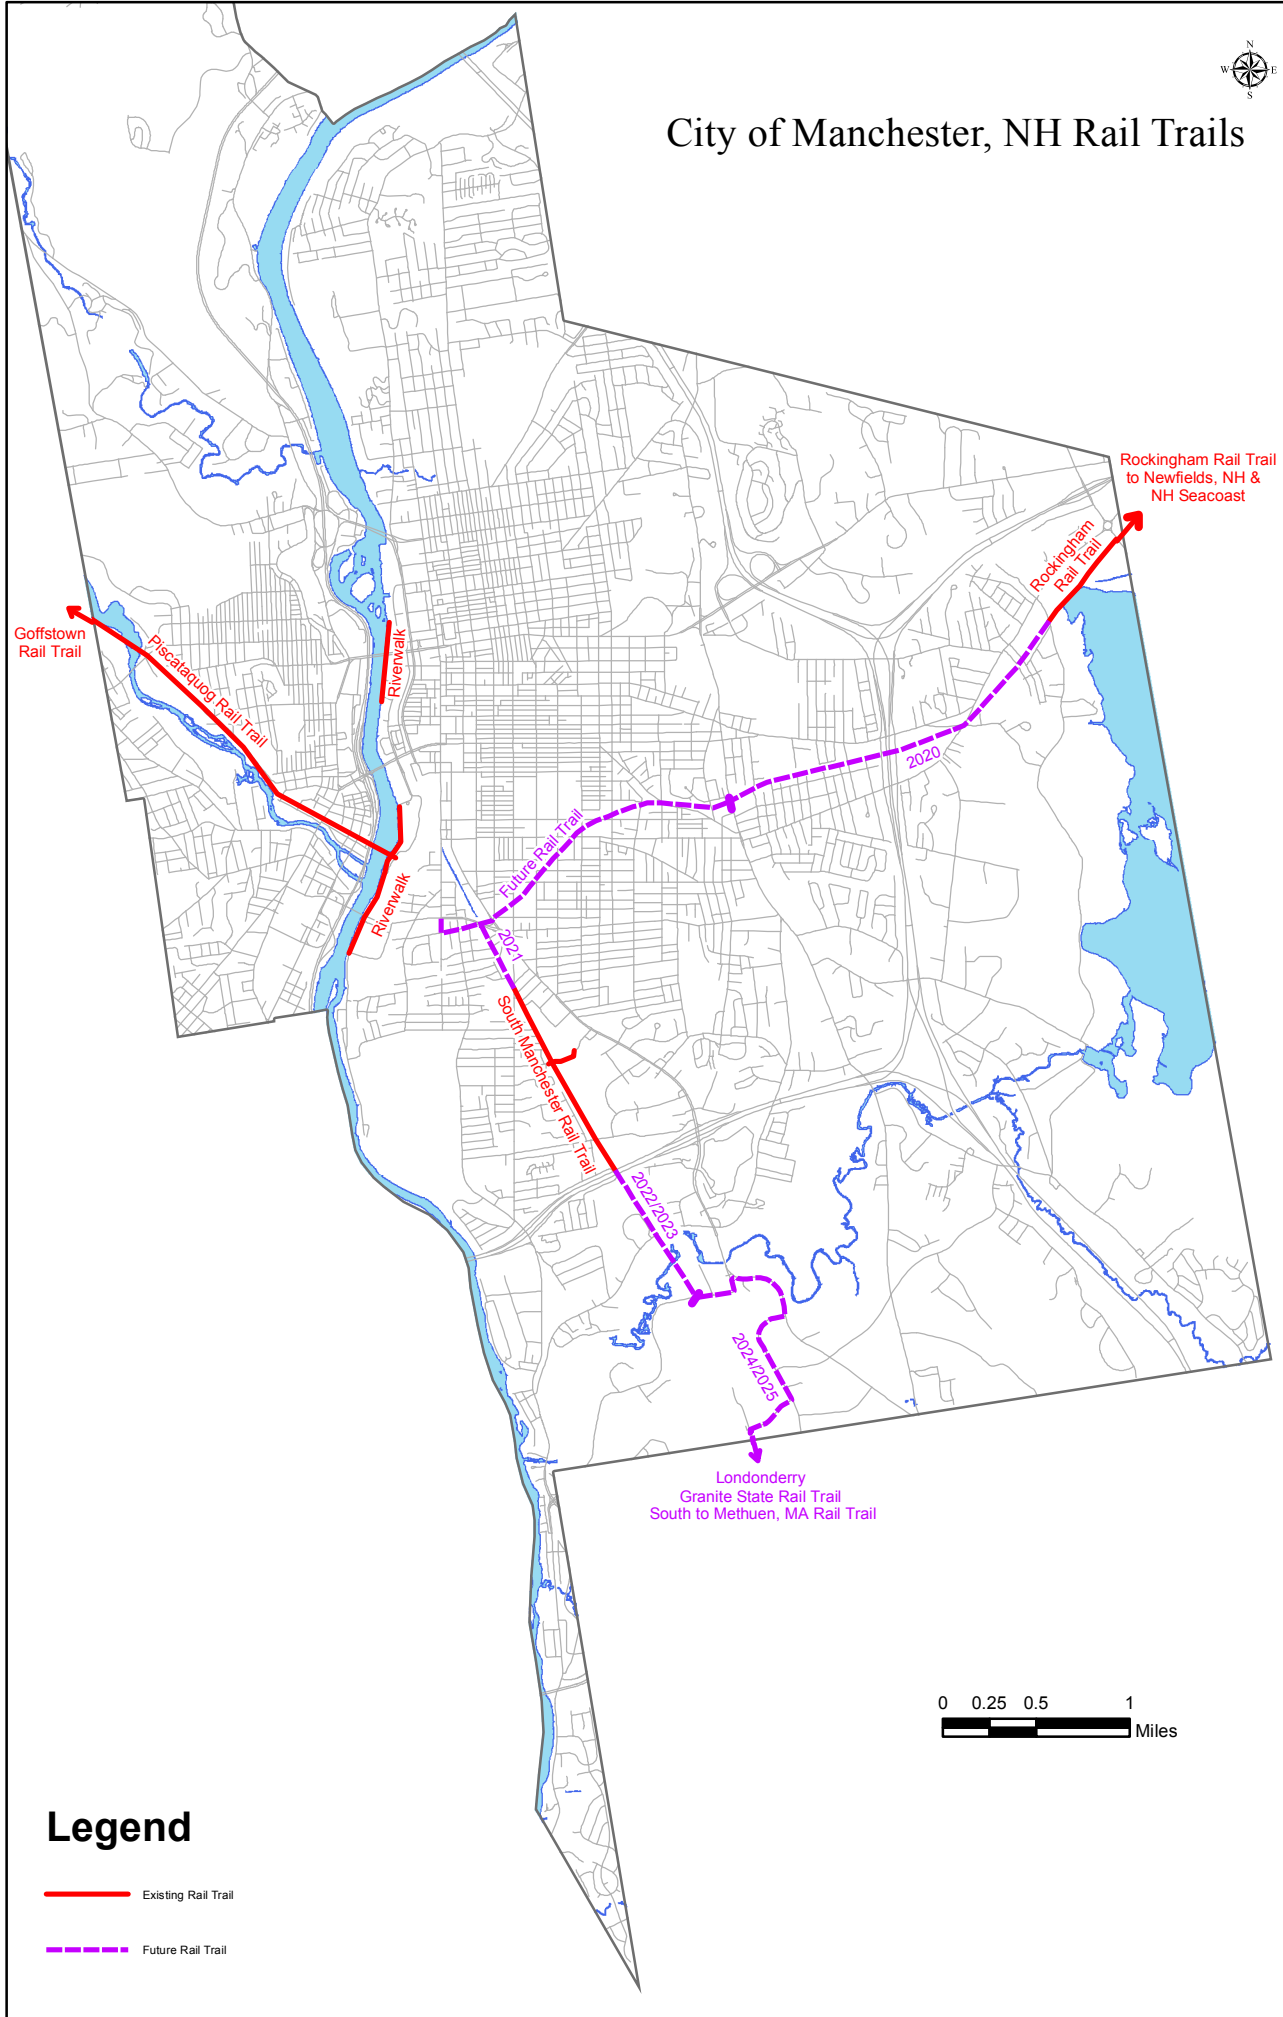 N
W
E
S
City of Manchester, NH Rail Trails
Rockingham Rail Trail
to Newfields, NH &
NH Seacoast
Rockingham
Rail Trail
Goffstown
Rail Trail
Piscataquog Rail Trail
Riverwalk
2020
Future Rail Trail
Riverwalk
2021
South Manchester Rail Trail
2022/2023
2024/2025
Londonderry
Granite State Rail Trail
South to Methuen, MA Rail Trail
0 0.25 0.5 1
Miles
Legend
Existing Rail Trail
Future Rail Trail